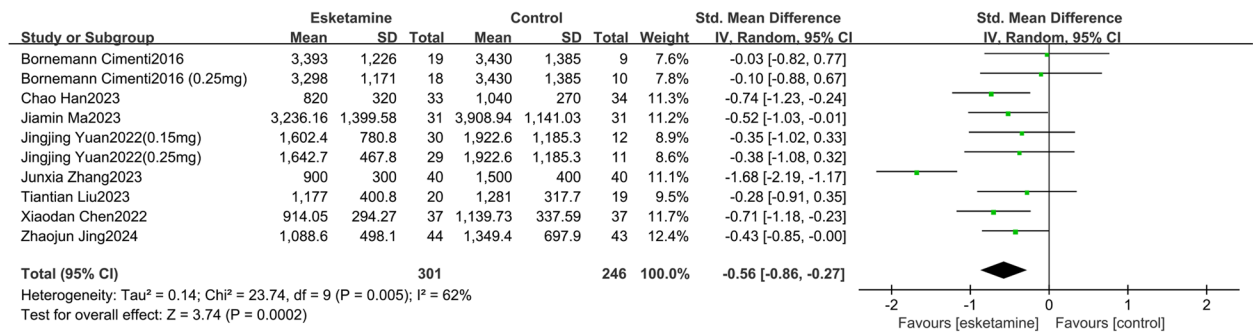 Esketamine Control Std. Mean Difference Std. Mean Difference
Study or Subgroup Mean SD Total Mean SD Total Weight IV. Random. 95% CI IV. Random. 95% CI
Bornemann Cimenti2016 3,393 1,226 19 3,430 1,385 9 7.6% -0.03 [-0.82, 0.77]
Bornemann Cimenti2016 (0.25mg) 3,298 1,171 18 3,430 1,385 10 7.8% -0.10 [-0.88, 0.67]
Chao Han2023 820 320 33 1,040 270 34 11.3% -0.74 [-1.23, -0.24]
Jiamin Ma2023 3,236.16 1,399.58 31 3,908.94 1,141.03 31 11.2% -0.52 [-1.03, -0.01]
Jingjing Yuan2022(0.15mg) 1,602.4 780.8 30 1,922.6 1,185.3 12 8.9% -0.35 [-1.02, 0.33]
Jingjing Yuan2022(0.25mg) 1,642.7 467.8 29 1,922.6 1,185.3 11 8.6% -0.38 [-1.08, 0.32]
Junxia Zhang2023 900 300 40 1,500 400 40 11.1% -1.68 [-2.19, -1.17]
Tiantian Liu2023 1,177 400.8 20 1,281 317.7 19 9.5% -0.28 [-0.91, 0.35]
Xiaodan Chen2022 914.05 294.27 37 1,139.73 337.59 37 11.7% -0.71 [-1.18, -0.23]
Zhaojun Jing2024 1,088.6 498.1 44 1,349.4 697.9 43 12.4% -0.43 [-0.85, -0.00]
Total (95% CI) 301 246 100.0% -0.56 [-0.86, -0.27]
Heterogeneity: Tau² = 0.14; Chi² = 23.74, df = 9 (P = 0.005); I² = 62%
Test for overall effect: Z = 3.74 (P = 0.0002)
-2 -1 0 1 2
Favours [esketamine] Favours [control]